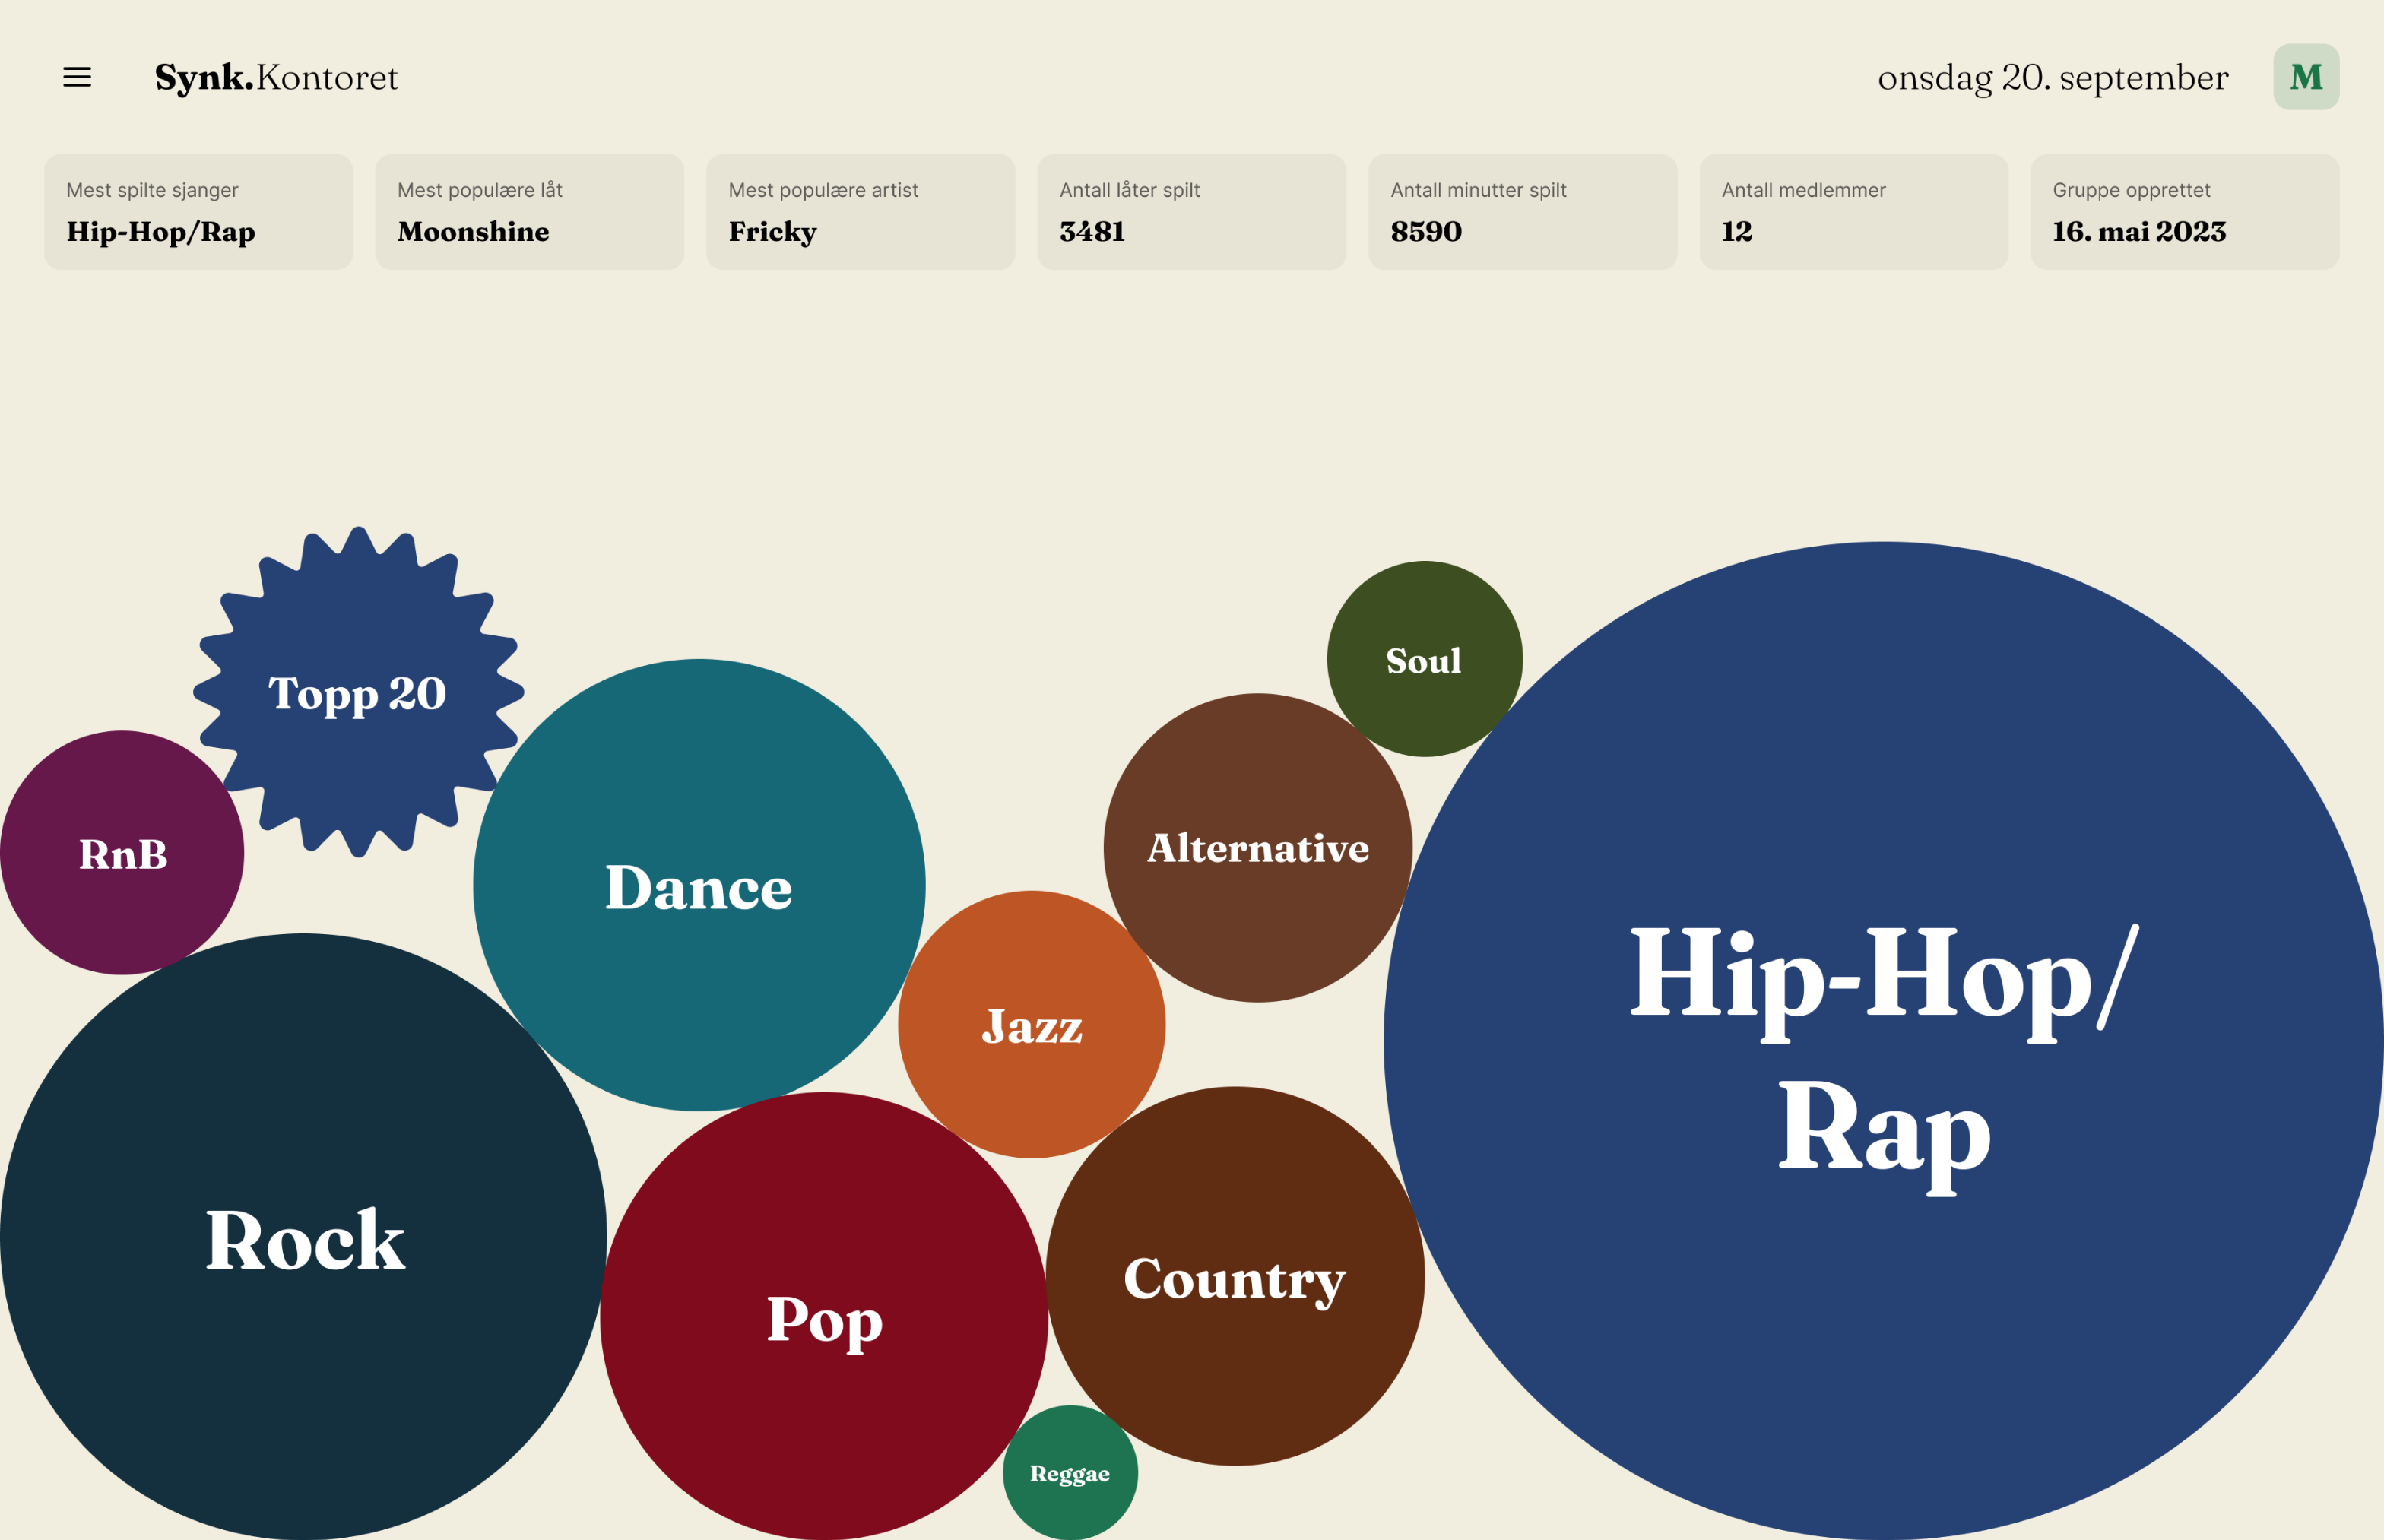 Synk.Kontoret
onsdag 20. september
M
Mest spilte sjanger
Hip-Hop/Rap
Mest populære låt
Moonshine
Mest populære artist
Fricky
Antall låter spilt
3481
Antall minutter spilt
8590
Antall medlemmer
12
Gruppe opprettet
16. mai 2023
Topp 20
Soul
RnB
Dance
Alternative
Jazz
Hip-Hop/
Rap
Rock
Pop
Country
Reggae